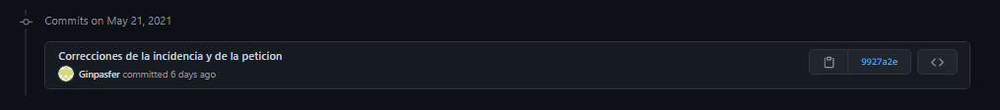 Commits on May 21, 2021
Correcciones de la incidencia y de la peticion
Ginpasfer committed 6 days ago
9927a2e